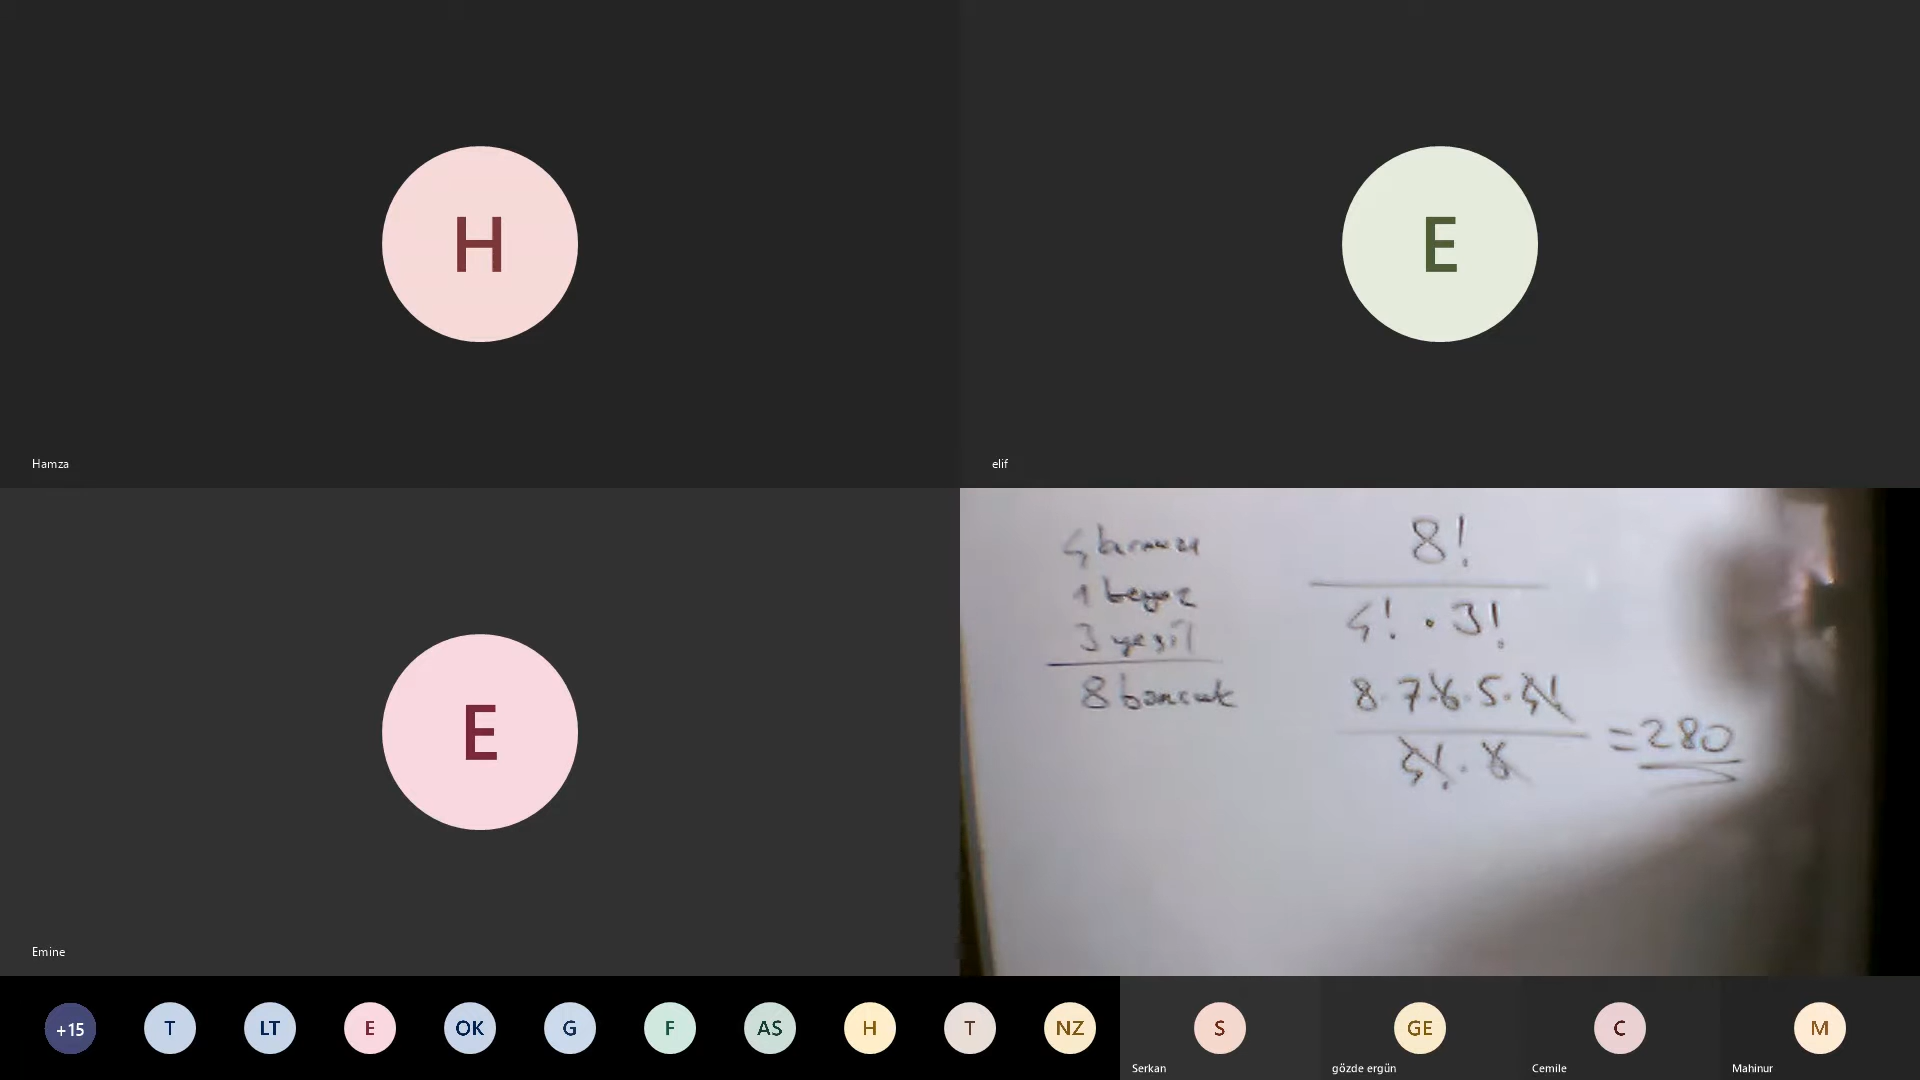 H
E
Hamza
elif
E
Emine
4 kırmızı
1 beyaz
3 yeşil
8 boncuk
8!
4! · 3!
8·7·6·5·4!
4! · 6
=280
+15
T
LT
E
OK
G
F
AS
H
T
NZ
S
Serkan
GE
gözde ergün
C
Cemile
M
Mahinur